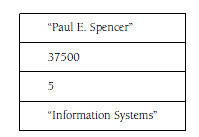 “Paul E. Spencer”
37500
5
“Information Systems”